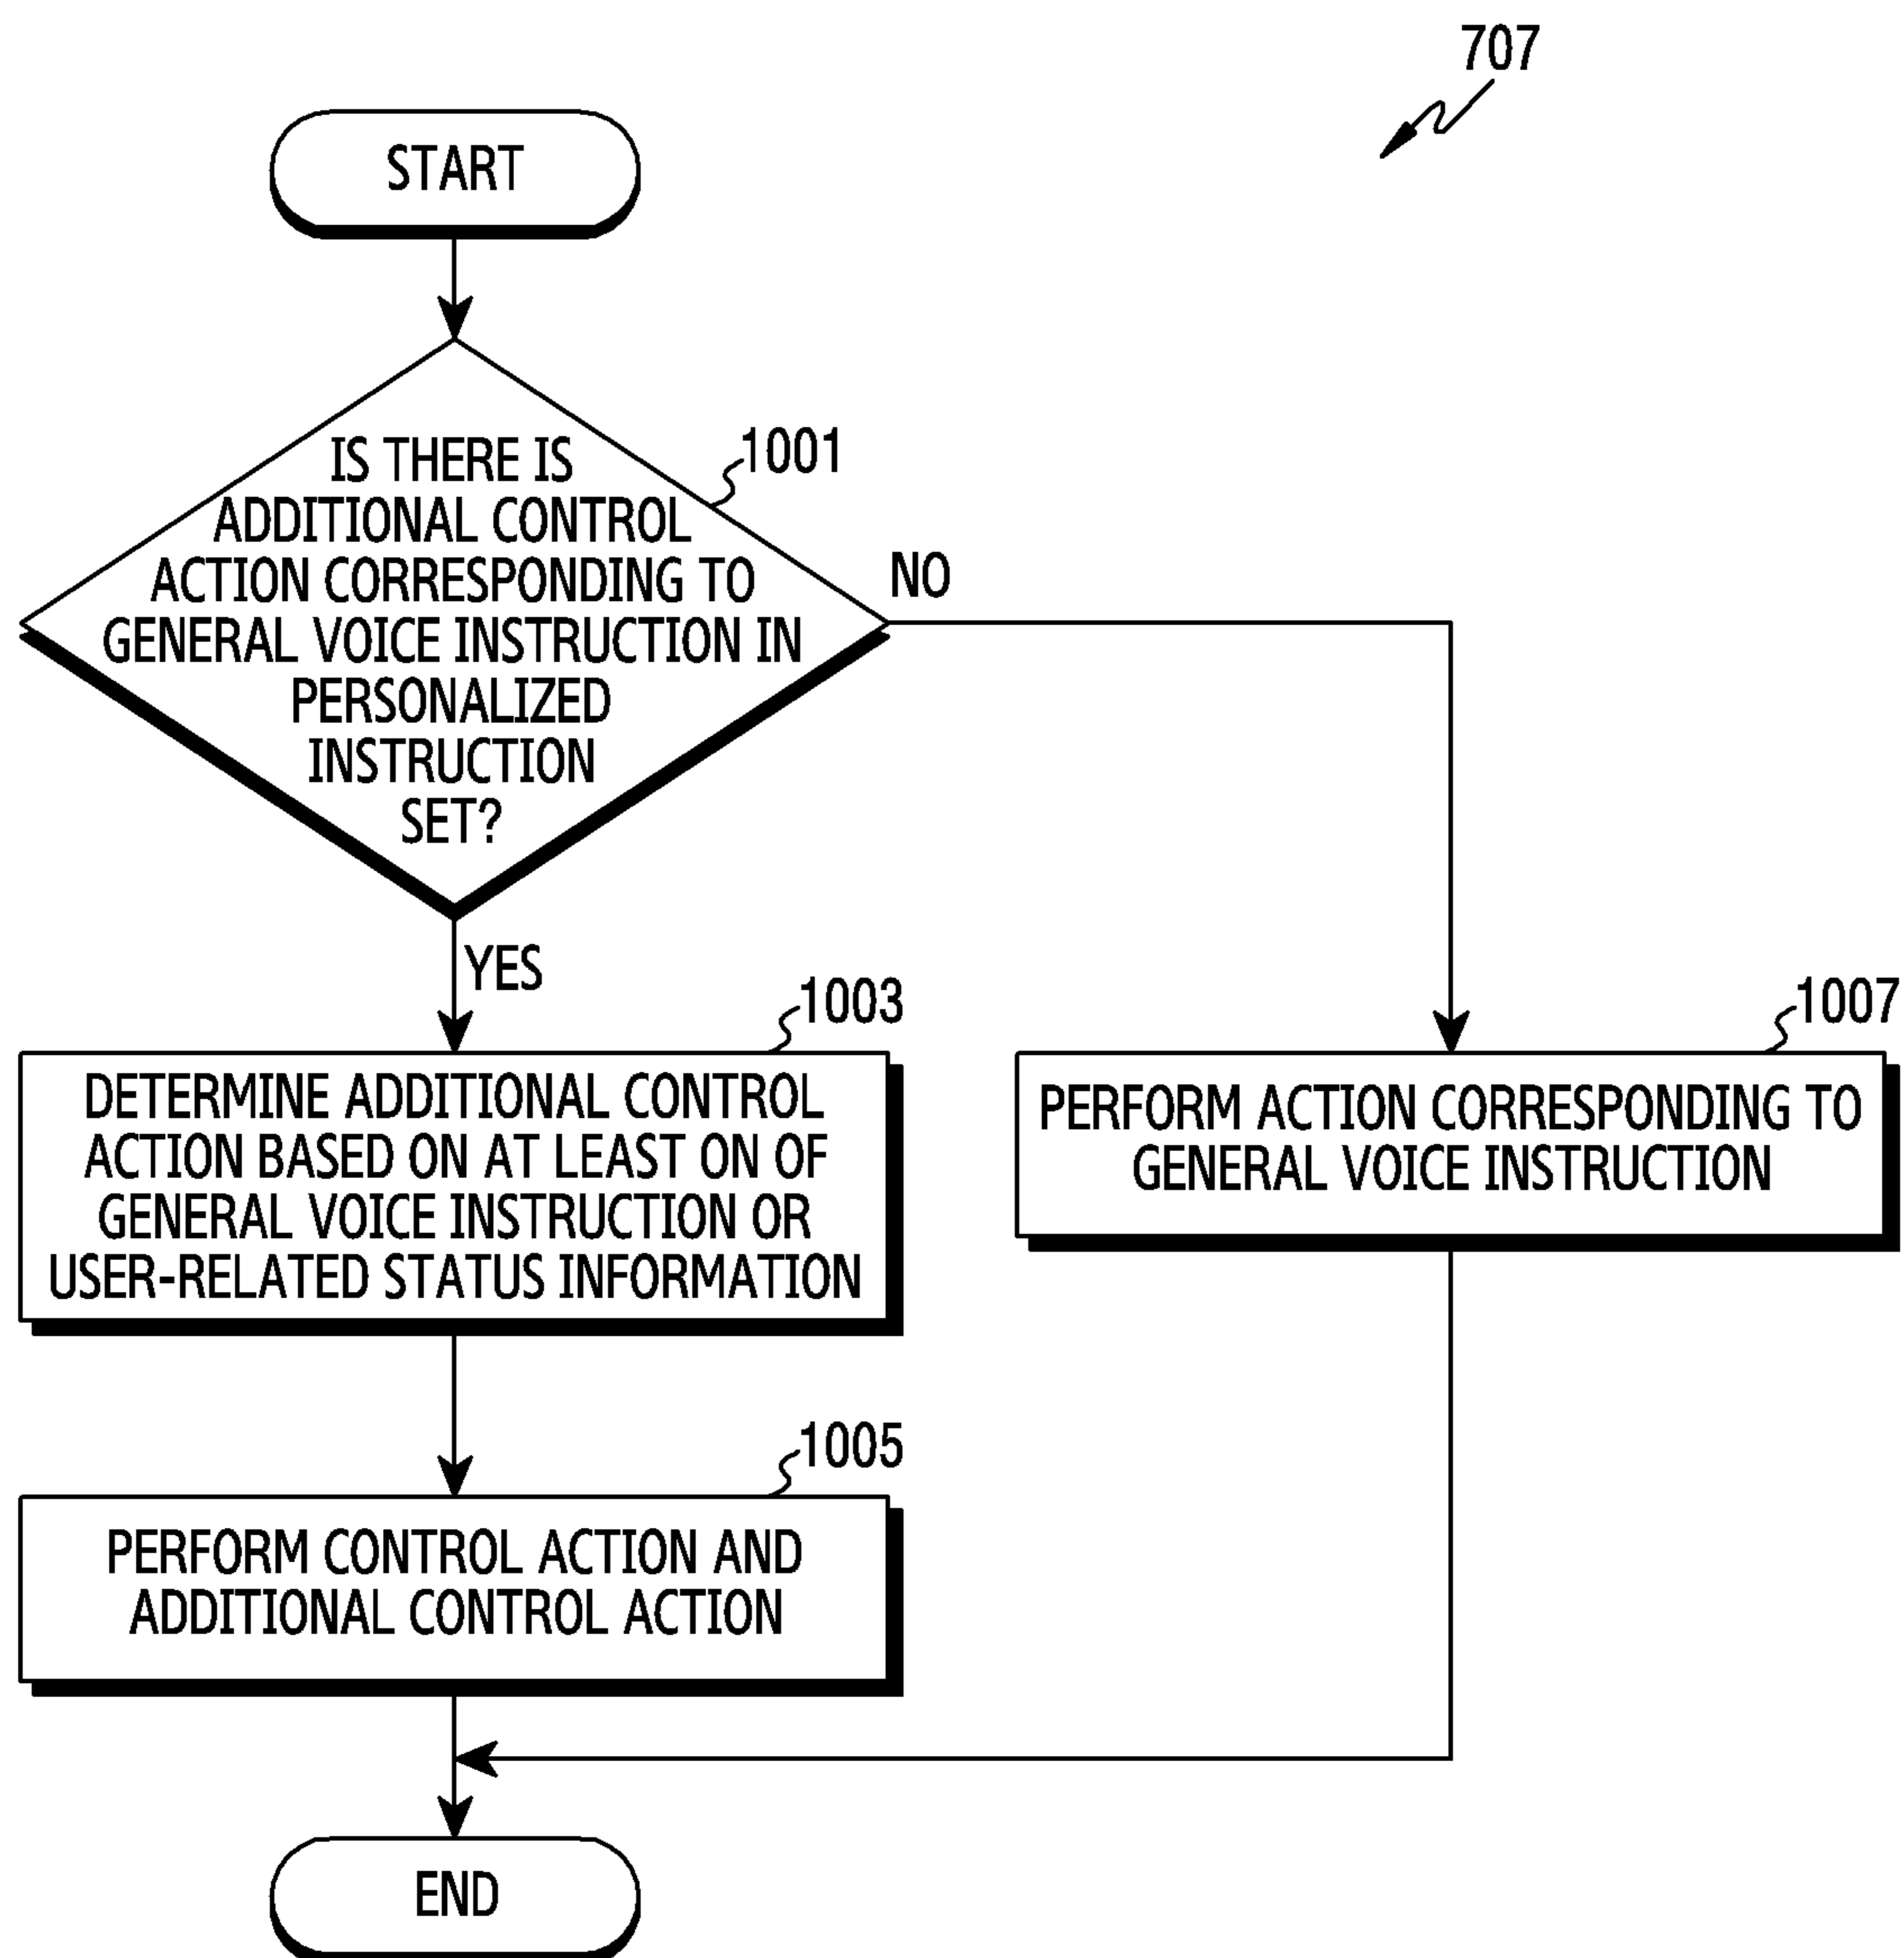 707
START
IS THERE IS
ADDITIONAL CONTROL
ACTION CORRESPONDING TO
GENERAL VOICE INSTRUCTION IN
PERSONALIZED
INSTRUCTION
SET?
1001
NO
YES
1003
DETERMINE ADDITIONAL CONTROL
ACTION BASED ON AT LEAST ON OF
GENERAL VOICE INSTRUCTION OR
USER-RELATED STATUS INFORMATION
1007
PERFORM ACTION CORRESPONDING TO
GENERAL VOICE INSTRUCTION
1005
PERFORM CONTROL ACTION AND
ADDITIONAL CONTROL ACTION
END